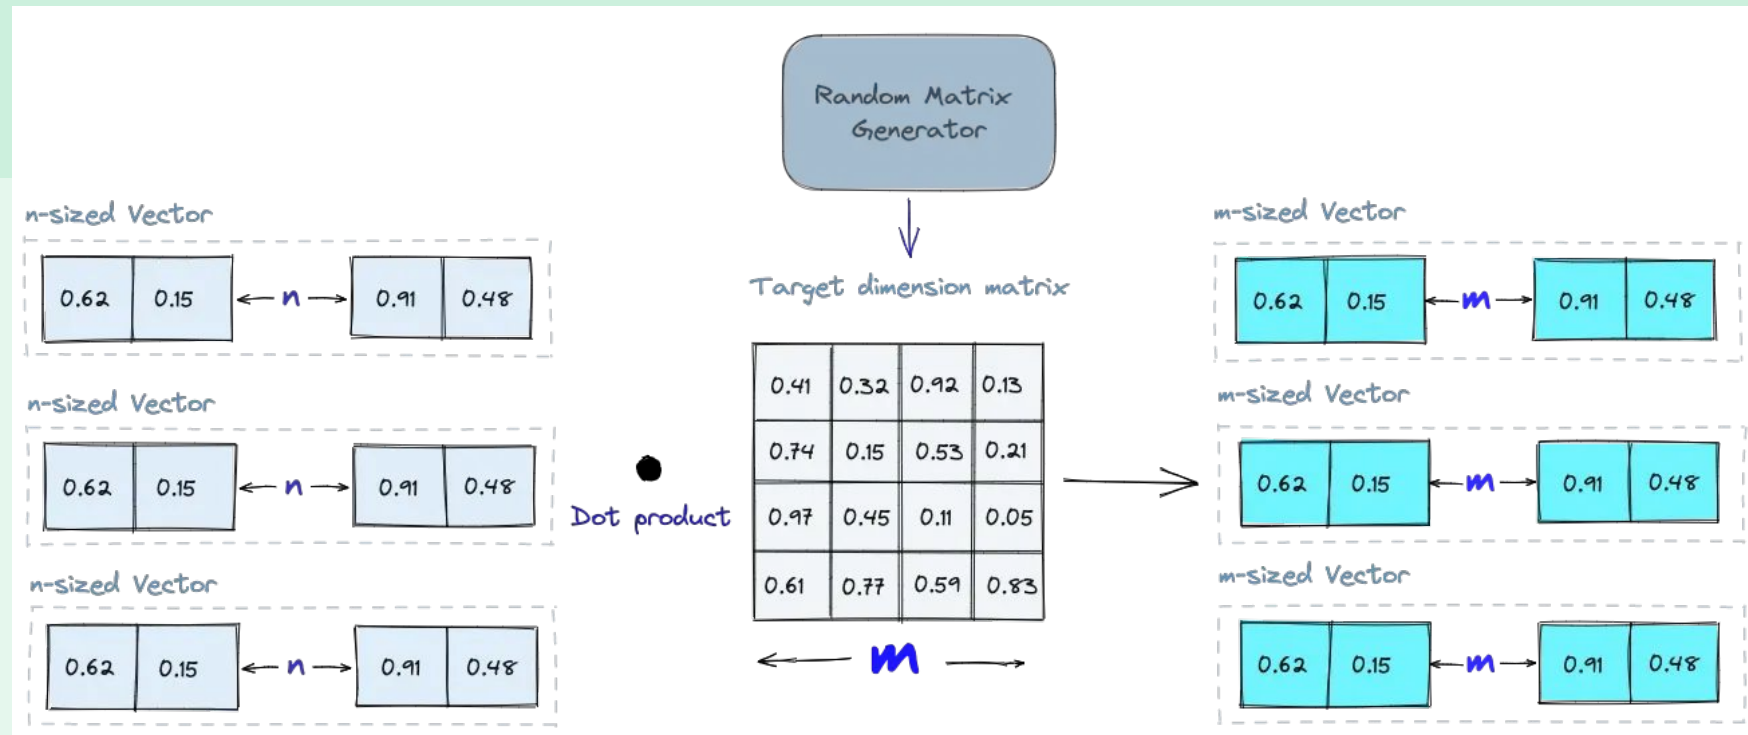 Random Matrix
Generator
n-sized Vector
0.62 0.15 n 0.91 0.48
n-sized Vector
0.62 0.15 n 0.91 0.48
n-sized Vector
0.62 0.15 n 0.91 0.48
Dot product
Target dimension matrix
0.41 0.32 0.92 0.13
0.74 0.15 0.53 0.21
0.97 0.45 0.11 0.05
0.61 0.77 0.59 0.83
m
m-sized Vector
0.62 0.15 m 0.91 0.48
m-sized Vector
0.62 0.15 m 0.91 0.48
m-sized Vector
0.62 0.15 m 0.91 0.48